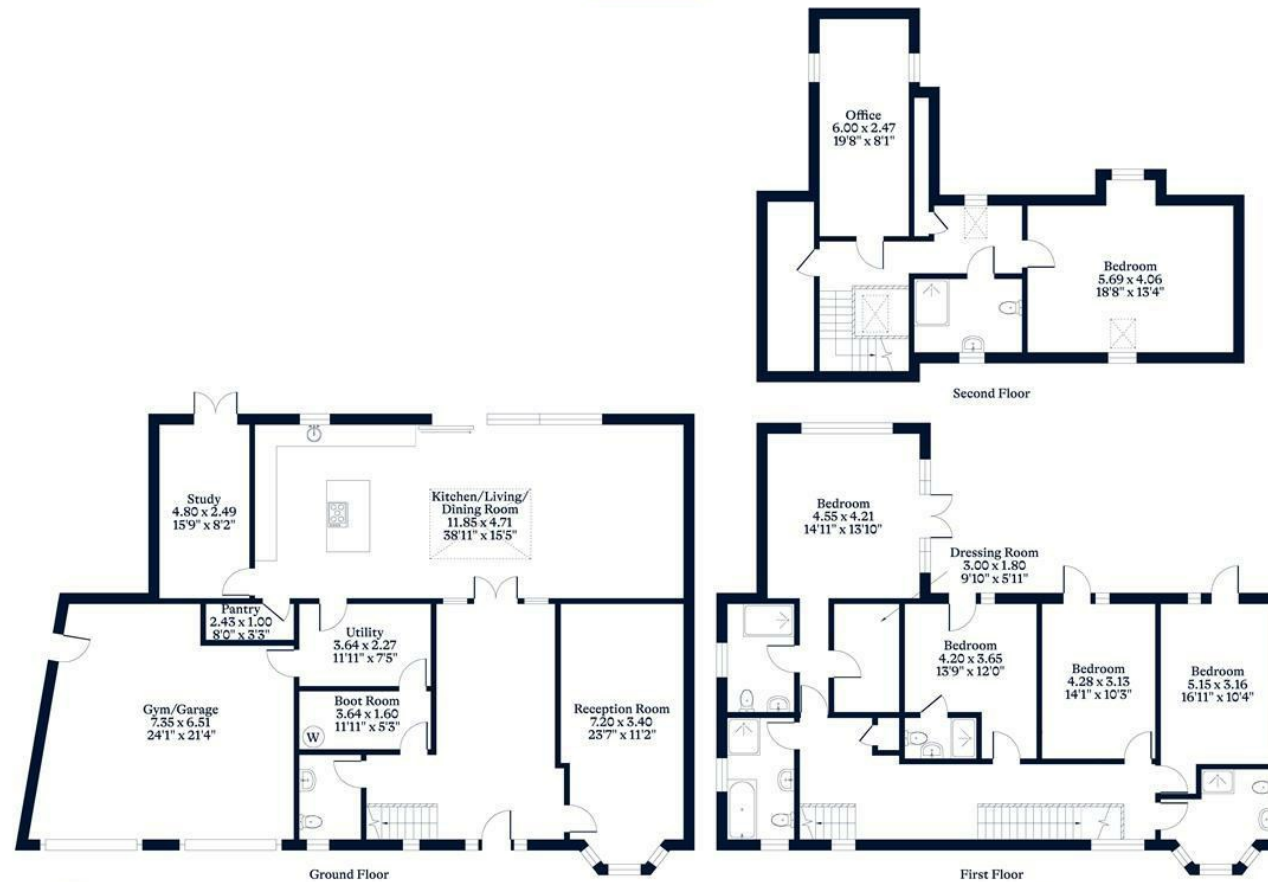 Office
6.00 x 2.47
19'8" x 8'1"
Bedroom
5.69 x 4.06
18'8" x 13'4"
Second Floor
Study
4.80 x 2.49
15'9" x 8'2"
Kitchen/Living/
Dining Room
11.85 x 4.71
38'11" x 15'5"
Pantry
2.43 x 1.00
8'0" x 3'3"
Utility
3.64 x 2.27
11'11" x 7'5"
Boot Room
3.64 x 1.60
11'11" x 5'3"
W
Gym/Garage
7.35 x 6.51
24'1" x 21'4"
Reception Room
7.20 x 3.40
23'7" x 11'2"
Ground Floor
Bedroom
4.55 x 4.21
14'11" x 13'10"
Dressing Room
3.00 x 1.80
9'10" x 5'11"
Bedroom
4.20 x 3.65
13'9" x 12'0"
Bedroom
4.28 x 3.13
14'1" x 10'3"
Bedroom
5.15 x 3.16
16'11" x 10'4"
First Floor